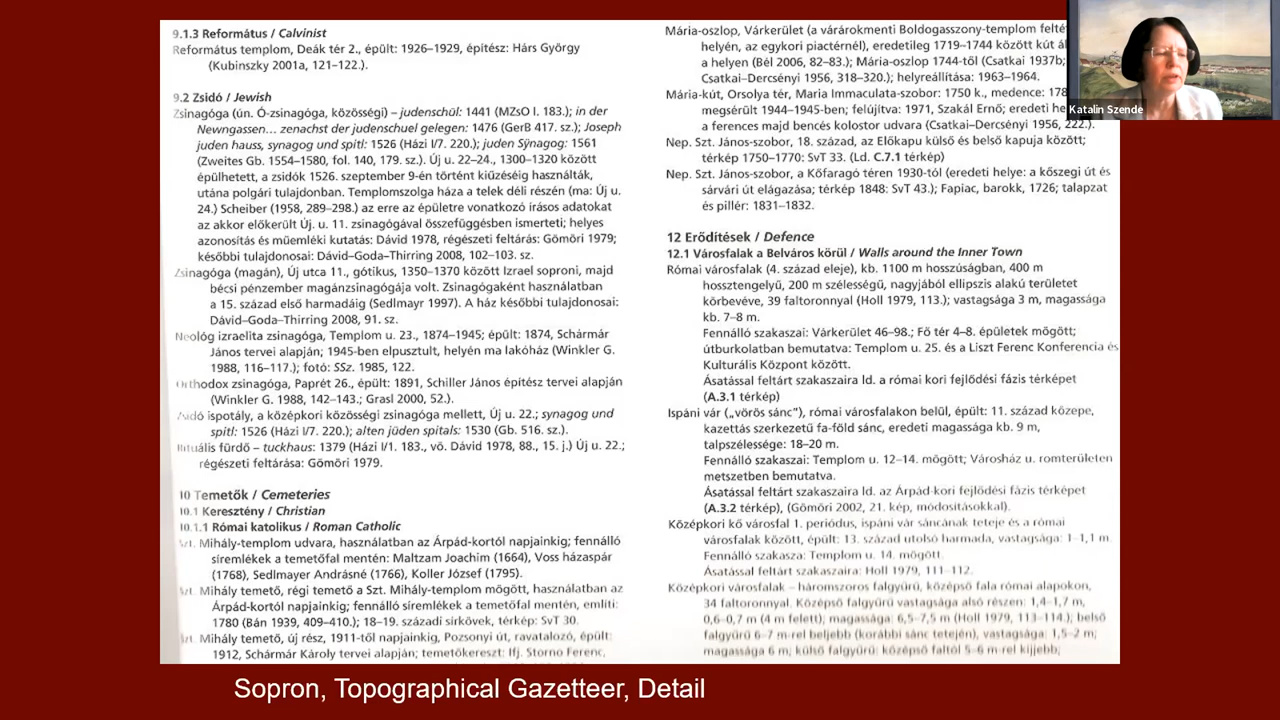 9.1.3 Református / Calvinist
Református templom, Deák tér 2., épült: 1926–1929, építész: Hárs György
(Kubinszky 2001a, 121–122.).
9.2 Zsidó / Jewish
Zsinagóga (ún. Ó-zsinagóga, közösségi) – judenschül: 1441 (MZsO I. 183.); in der
Newngassen… zenachst der judenschuel gelegen: 1476 (GerB 417. sz.); Joseph
juden hauss, synagog und spitl: 1526 (Házi I/7. 220.); juden Sÿnagog: 1561
(Zweites Gb. 1554–1580, fol. 140, 179. sz.). Új u. 22–24., 1300–1320 között
épülhetett, a zsidók 1526. szeptember 9-én történt kiűzéséig használták,
utána polgári tulajdonban. Templomszolga háza a telek déli részén (ma: Új u.
24.) Scheiber (1958, 289–298.) az erre az épületre vonatkozó írásos adatokat
az akkor előkerült Új. u. 11. zsinagógával összefüggésben ismerteti; helyes
azonosítás és műemléki kutatás: Dávid 1978, régészeti feltárás: Gömöri 1979;
későbbi tulajdonosai: Dávid–Goda–Thirring 2008, 102–103. sz.
Zsinagóga (magán), Új utca 11., gótikus, 1350–1370 között Izrael soproni, majd
bécsi pénzember magánzsinagógája volt. Zsinagógaként használatban
a 15. század első harmadáig (Sedlmayr 1997). A ház későbbi tulajdonosai:
Dávid–Goda–Thirring 2008, 91. sz.
Neológ izraelita zsinagóga, Templom u. 23., 1874–1945; épült: 1874, Schármár
János tervei alapján; 1945-ben elpusztult, helyén ma lakóház (Winkler G.
1988, 116–117.); fotó: SSz. 1985, 122.
Orthodox zsinagóga, Paprét 26., épült: 1891, Schiller János építész tervei alapján
(Winkler G. 1988, 142–143.; Grasl 2000, 52.).
Zsidó ispotály, a középkori közösségi zsinagóga mellett, Új u. 22.; synagog und
spitl: 1526 (Házi I/7. 220.); alten jüden spitals: 1530 (Gb. 516. sz.).
Rituális fürdő – tuckhaus: 1379 (Házi I/1. 183., vö. Dávid 1978, 88., 15. j.) Új u. 22.;
régészeti feltárása: Gömöri 1979.
10 Temetők / Cemeteries
10.1 Keresztény / Christian
10.1.1 Római katolikus / Roman Catholic
Szt. Mihály-templom udvara, használatban az Árpád-kortól napjainkig; fennálló
síremlékek a temetőfal mentén: Maltzam Joachim (1664), Voss házaspár
(1768), Sedlmayer Andrásné (1766), Koller József (1795).
Szt. Mihály temető, régi temető a Szt. Mihály-templom mögött, használatban az
Árpád-kortól napjainkig; fennálló síremlékek a temetőfal mentén, említi:
1780 (Bán 1939, 409–410.); 18–19. századi sírkövek, térkép: SvT 30.
Szt. Mihály temető, új rész, 1911-től napjainkig, Pozsonyi út, ravatalozó, épült:
1912, Schármár Károly tervei alapján; temetőkereszt: Ifj. Storno Ferenc,
Mária-oszlop, Várkerület (a várárokmenti Boldogasszony-templom
helyén, az egykori piactérnél), eredetileg 1719–1744 között kút
a helyen (Bél 2006, 82–83.); Mária-oszlop 1744-től (Csatkai 1937b;
Csatkai–Dercsényi 1956, 318–320.); helyreállítása: 1963–1964.
Mária-kút, Orsolya tér, Maria Immaculata-szobor: 1750 k., medence:
megsérült 1944–1945-ben; felújítva: 1971, Szakál Ernő; eredeti
a ferences majd bencés kolostor udvara (Csatkai–Dercsényi 1956, 222.).
Nep. Szt. János-szobor, 18. század, az Előkapu külső és belső kapuja között;
térkép 1750–1770: SvT 33. (Ld. C.7.1 térkép)
Nep. Szt. János-szobor, a Kőfaragó téren 1930-tól (eredeti helye: a kőszegi út és
sárvári út elágazása; térkép 1848: SvT 43.); Fapiac, barokk, 1726; talapzat
és pillér: 1831–1832.
12 Erődítések / Defence
12.1 Városfalak a Belváros körül / Walls around the Inner Town
Római városfalak (4. század eleje), kb. 1100 m hosszúságban, 400 m
hossztengelyű, 200 m szélességű, nagyjából ellipszis alakú területet
körbevéve, 39 faltoronnyal (Holl 1979, 113.); vastagsága 3 m, magassága
kb. 7–8 m.
Fennálló szakaszai: Várkerület 46–98.; Fő tér 4–8. épületek mögött;
útburkolatban bemutatva: Templom u. 25. és a Liszt Ferenc Konferencia és
Kulturális Központ között.
Ásatással feltárt szakaszaira ld. a római kori fejlődési fázis térképet
(A.3.1 térkép)
Ispáni vár („vörös sánc"), római városfalakon belül, épült: 11. század közepe,
kazettás szerkezetű fa-föld sánc, eredeti magassága kb. 9 m,
talpszélessége: 18–20 m.
Fennálló szakaszai: Templom u. 12–14. mögött; Városház u. romterületen
metszetben bemutatva.
Ásatással feltárt szakaszaira ld. az Árpád-kori fejlődési fázis térképet
(A.3.2 térkép), (Gömöri 2002, 21. kép, módosításokkal).
Középkori kő városfal 1. periódus, ispáni vár sáncának teteje és a római
városfalak között, épült: 13. század utolsó harmada, vastagsága: 1–1,1 m.
Fennálló szakasza: Templom u. 14. mögött.
Ásatással feltárt szakaszaira: Holl 1979, 111–112.
Középkori városfalak – háromszoros falgyűrű, középső fala római alapokon,
34 faltoronnyal. Középső falgyűrű vastagsága alsó részen: 1,4–1,7 m,
0,6–0,7 m (4 m felett); magassága: 6,5–7,5 m (Holl 1979, 113–114.); belső
falgyűrű 6–7 m-rel beljebb (korábbi sánc tetején), vastagsága: 1,5–2 m;
magassága 6 m; külső falgyűrű: középső faltól 5–6 m-rel kijjebb;
Katalin Szende
Sopron, Topographical Gazetteer, Detail